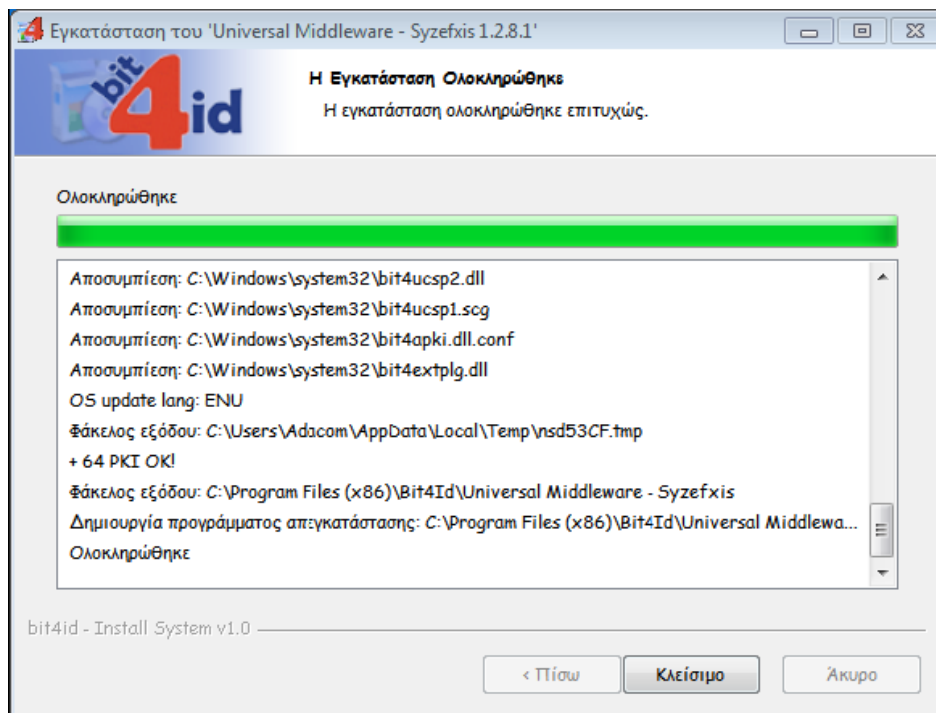 Εγκατάσταση του 'Universal Middleware - Syzefxis 1.2.8.1'
bit4id
Η Εγκατάσταση Ολοκληρώθηκε
Η εγκατάσταση ολοκληρώθηκε επιτυχώς.
Ολοκληρώθηκε
Αποσυμπίεση: C:\Windows\system32\bit4ucsp2.dll
Αποσυμπίεση: C:\Windows\system32\bit4ucsp1.scg
Αποσυμπίεση: C:\Windows\system32\bit4apki.dll.conf
Αποσυμπίεση: C:\Windows\system32\bit4extplg.dll
OS update lang: ENU
Φάκελος εξόδου: C:\Users\Adacom\AppData\Local\Temp\nsd53CF.tmp
+ 64 PKI OK!
Φάκελος εξόδου: C:\Program Files (x86)\Bit4Id\Universal Middleware - Syzefxis
Δημιουργία προγράμματος απεγκατάστασης: C:\Program Files (x86)\Bit4Id\Universal Middlewa...
Ολοκληρώθηκε
bit4id - Install System v1.0
< Πίσω Κλείσιμο Άκυρο